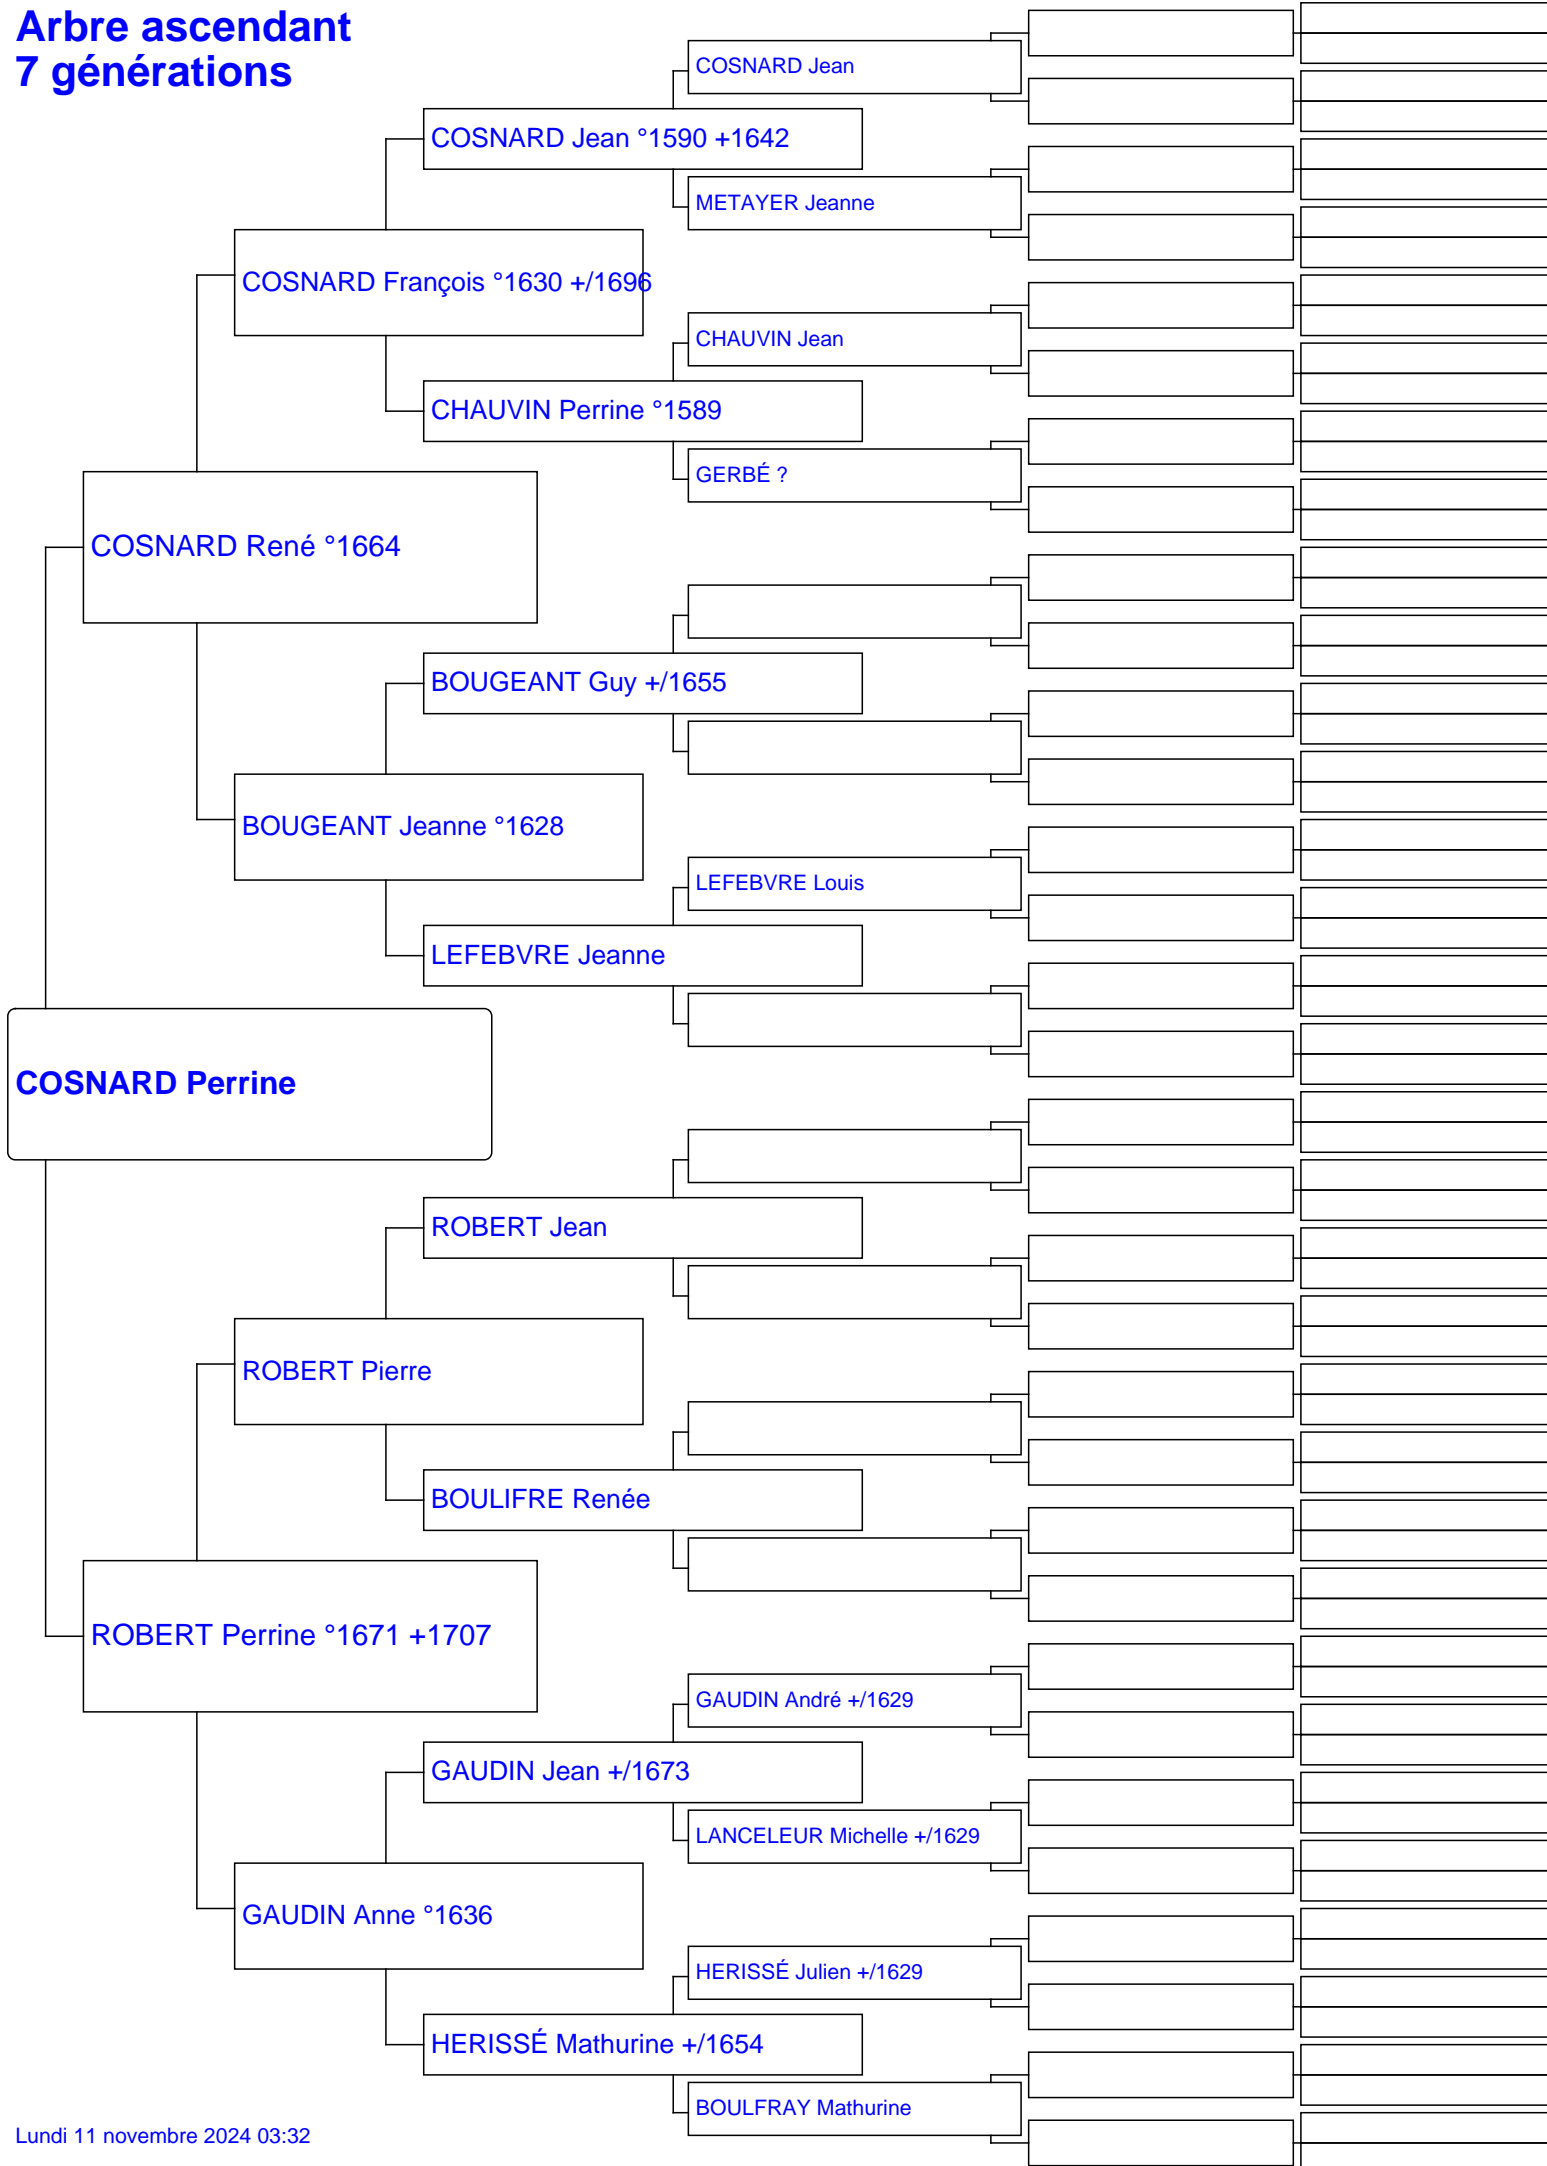 Arbre ascendant
7 générations
COSNARD Jean
COSNARD Jean °1590 +1642
METAYER Jeanne
COSNARD François °1630 +/1696
CHAUVIN Jean
CHAUVIN Perrine °1589
GERBÉ ?
COSNARD René °1664
BOUGEANT Guy +/1655
BOUGEANT Jeanne °1628
LEFEBVRE Louis
LEFEBVRE Jeanne
COSNARD Perrine
ROBERT Jean
ROBERT Pierre
BOULIFRE Renée
ROBERT Perrine °1671 +1707
GAUDIN André +/1629
GAUDIN Jean +/1673
LANCELEUR Michelle +/1629
GAUDIN Anne °1636
HERISSÉ Julien +/1629
HERISSÉ Mathurine +/1654
BOULFRAY Mathurine
Lundi 11 novembre 2024 03:32